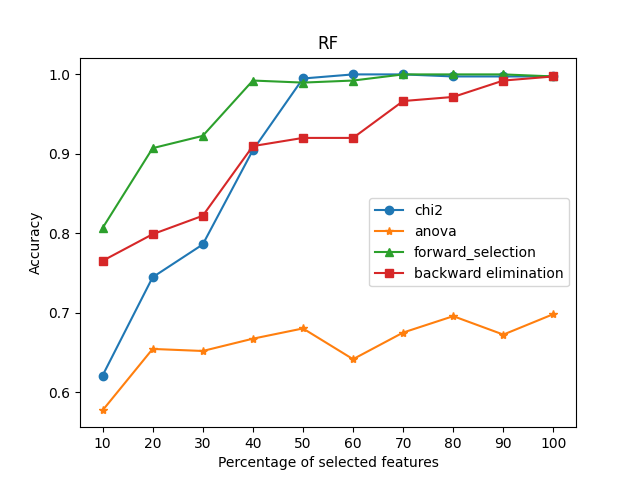 RF
Accuracy
1.0
0.9
0.8
0.7
0.6
chi2
anova
forward_selection
backward elimination
10 20 30 40 50 60 70 80 90 100
Percentage of selected features